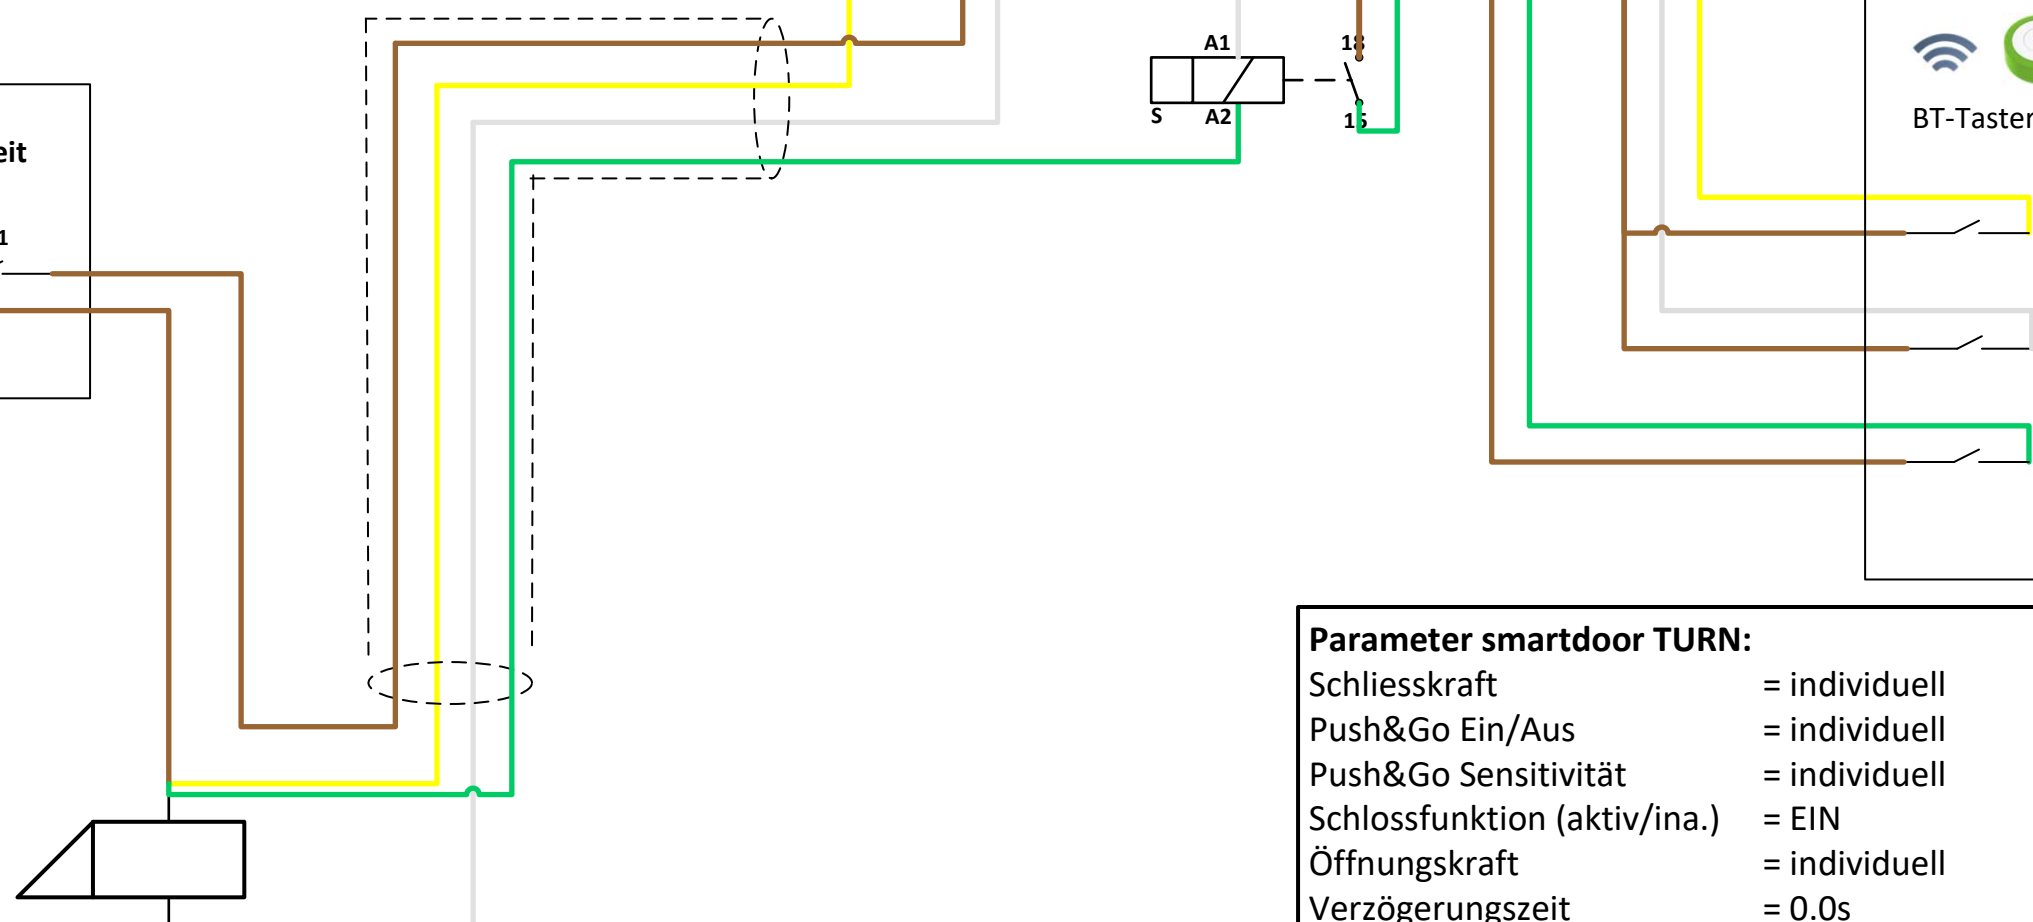 A1
18
S
A2
15
BT-Taster
eit
1
Parameter smartdoor TURN:
Schliesskraft = individuell
Push&Go Ein/Aus = individuell
Push&Go Sensitivität = individuell
Schlossfunktion (aktiv/ina.) = EIN
Öffnungskraft = individuell
Verzögerungszeit = 0.0s